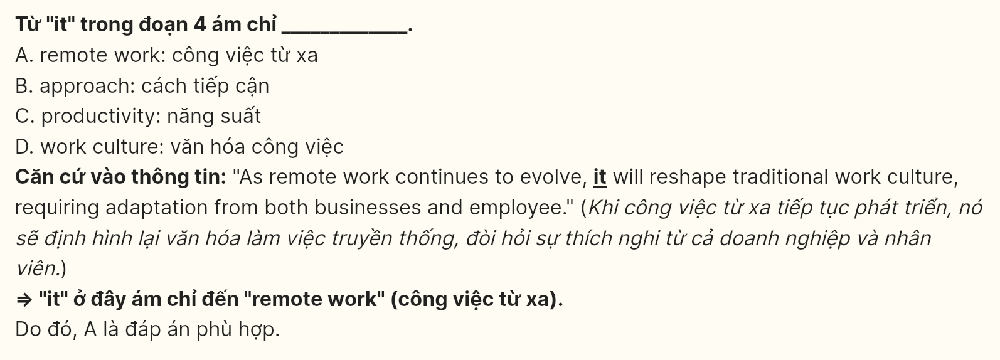 Từ "it" trong đoạn 4 ám chỉ _____________.
A. remote work: công việc từ xa
B. approach: cách tiếp cận
C. productivity: năng suất
D. work culture: văn hóa công việc
Căn cứ vào thông tin: "As remote work continues to evolve, it will reshape traditional work culture,
requiring adaptation from both businesses and employee." (Khi công việc từ xa tiếp tục phát triển, nó
sẽ định hình lại văn hóa làm việc truyền thống, đòi hỏi sự thích nghi từ cả doanh nghiệp và nhân
viên.)
⇒ "it" ở đây ám chỉ đến "remote work" (công việc từ xa).
Do đó, A là đáp án phù hợp.